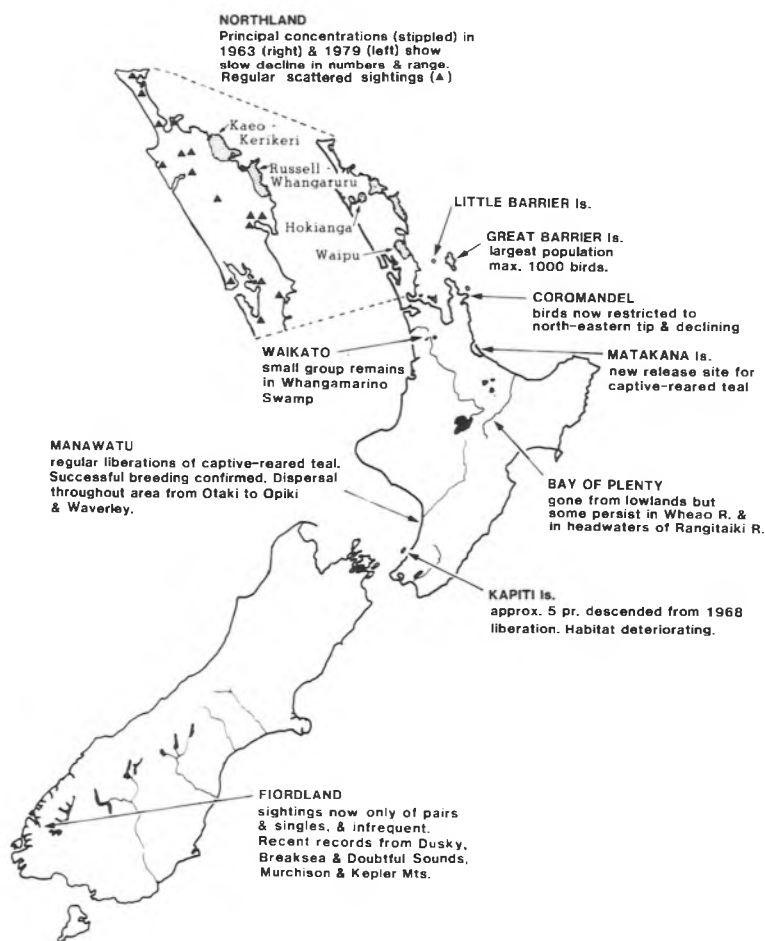 NORTHLAND
Principal concentrations (stippled) in
1963 (right) & 1979 (left) show
slow decline in numbers & range.
Regular scattered sightings (▲)
Kaeo -
Kerikeri
Russell -
Whangaruru
Hokianga
Waipu
LITTLE BARRIER Is.
GREAT BARRIER Is.
largest population
max. 1000 birds.
COROMANDEL
birds now restricted to
north-eastern tip & declining
WAIKATO
small group remains
in Whangamarino
Swamp
MATAKANA Is.
new release site for
captive-reared teal
MANAWATU
regular liberations of captive-reared teal.
Successful breeding confirmed. Dispersal
throughout area from Otaki to Opiki
& Waverley.
BAY OF PLENTY
gone from lowlands but
some persist in Wheao R. &
in headwaters of Rangitaiki R.
KAPITI Is.
approx. 5 pr. descended from 1968
liberation. Habitat deteriorating.
FIORDLAND
sightings now only of pairs
& singles, & infrequent.
Recent records from Dusky,
Breaksea & Doubtful Sounds,
Murchison & Kepler Mts.